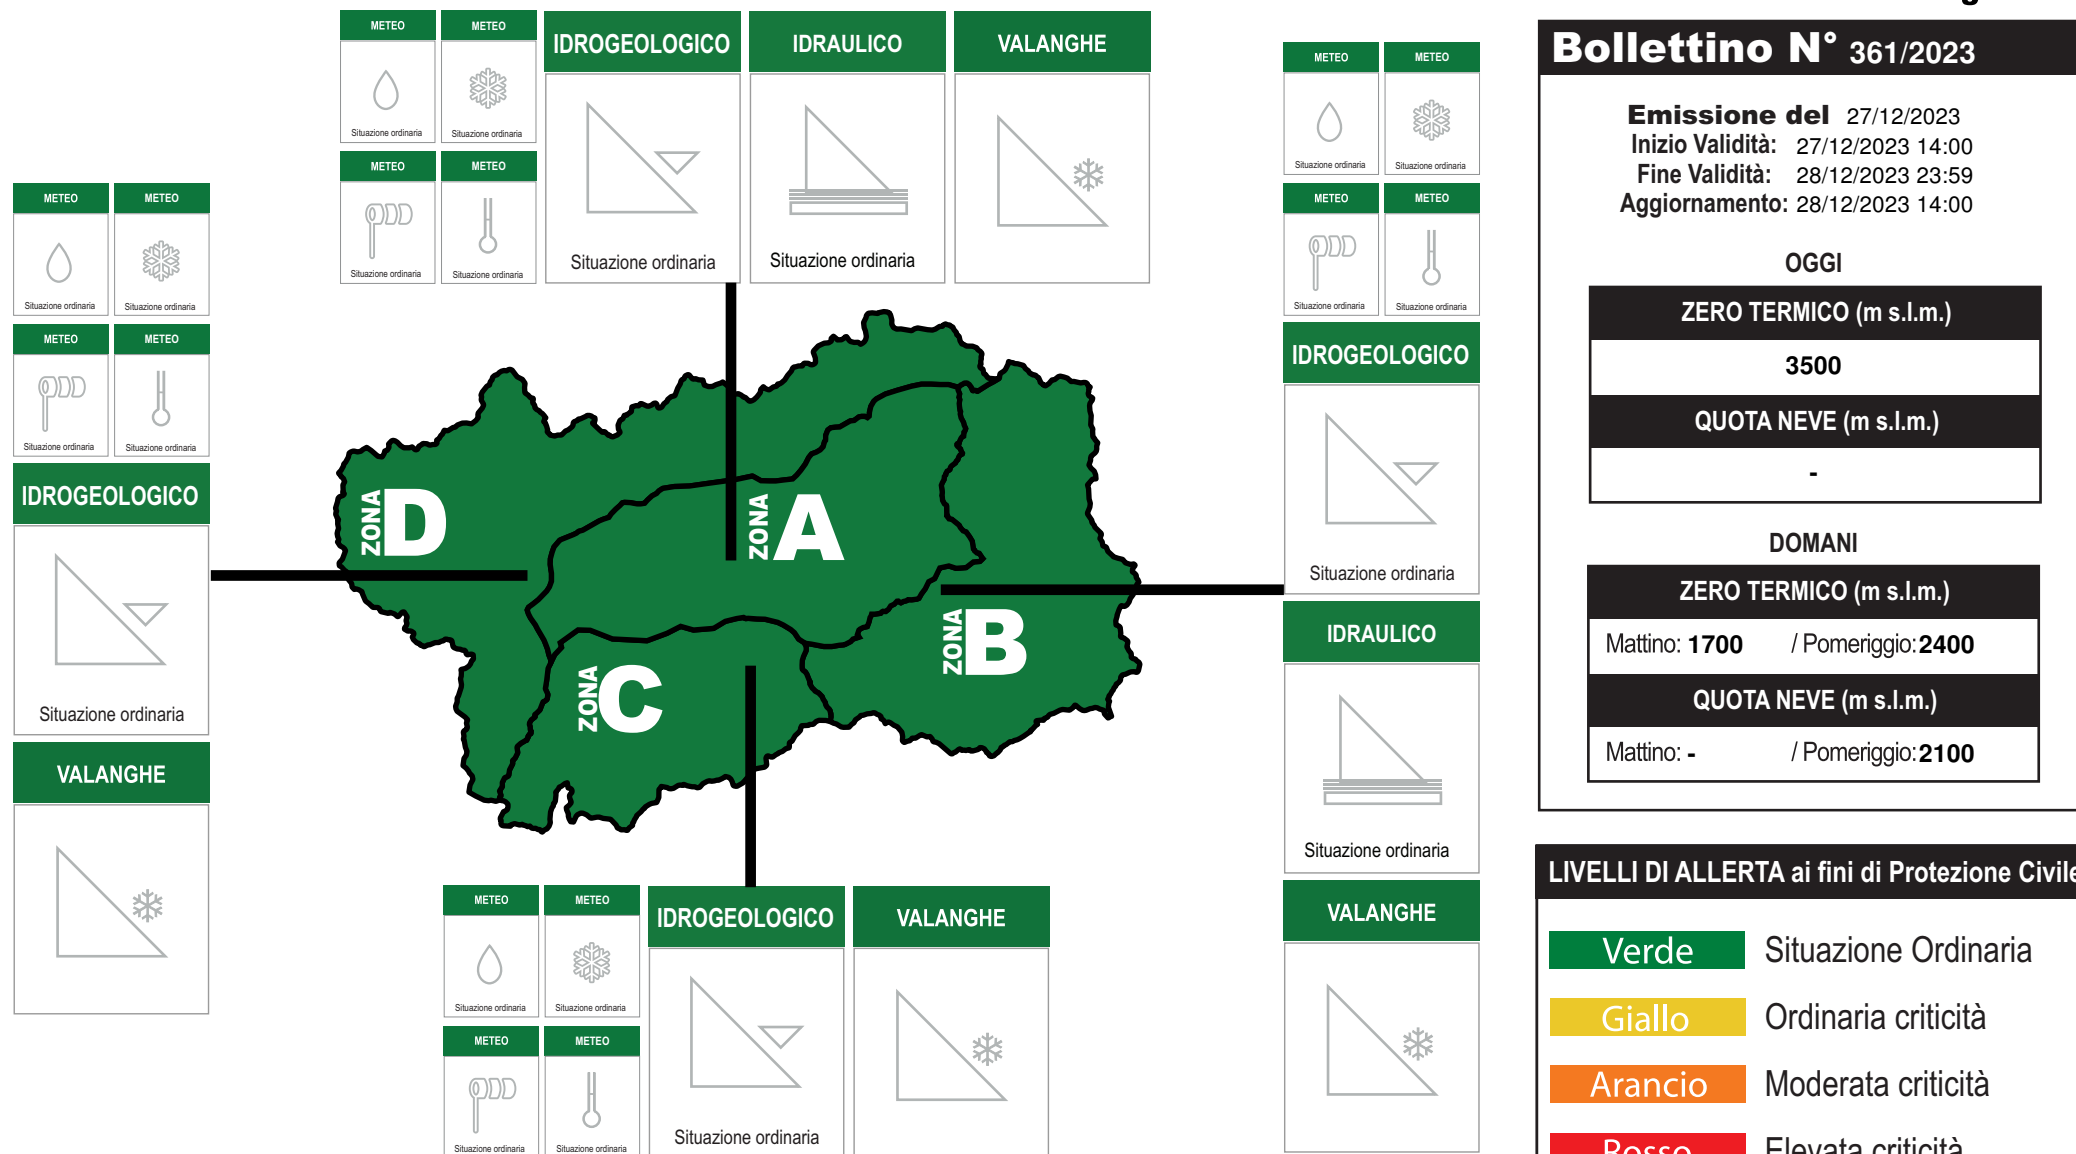 METEO
METEO
Situazione ordinaria
Situazione ordinaria
METEO
METEO
Situazione ordinaria
Situazione ordinaria
IDROGEOLOGICO
Situazione ordinaria
VALANGHE
METEO
METEO
Situazione ordinaria
Situazione ordinaria
METEO
METEO
Situazione ordinaria
Situazione ordinaria
IDROGEOLOGICO
Situazione ordinaria
IDRAULICO
Situazione ordinaria
VALANGHE
ZONA D
ZONA A
ZONA B
ZONA C
METEO
METEO
Situazione ordinaria
Situazione ordinaria
METEO
METEO
Situazione ordinaria
Situazione ordinaria
IDROGEOLOGICO
Situazione ordinaria
VALANGHE
METEO
METEO
Situazione ordinaria
Situazione ordinaria
METEO
METEO
Situazione ordinaria
Situazione ordinaria
IDROGEOLOGICO
Situazione ordinaria
IDRAULICO
Situazione ordinaria
VALANGHE
Bollettino N° 361/2023
Emissione del 27/12/2023
Inizio Validità: 27/12/2023 14:00
Fine Validità: 28/12/2023 23:59
Aggiornamento: 28/12/2023 14:00
OGGI
ZERO TERMICO (m s.l.m.)
3500
QUOTA NEVE (m s.l.m.)
-
DOMANI
ZERO TERMICO (m s.l.m.)
Mattino: 1700 / Pomeriggio: 2400
QUOTA NEVE (m s.l.m.)
Mattino: - / Pomeriggio: 2100
LIVELLI DI ALLERTA ai fini di Protezione Civile
Verde Situazione Ordinaria
Giallo Ordinaria criticità
Arancio Moderata criticità
Rosso Elevata criticità